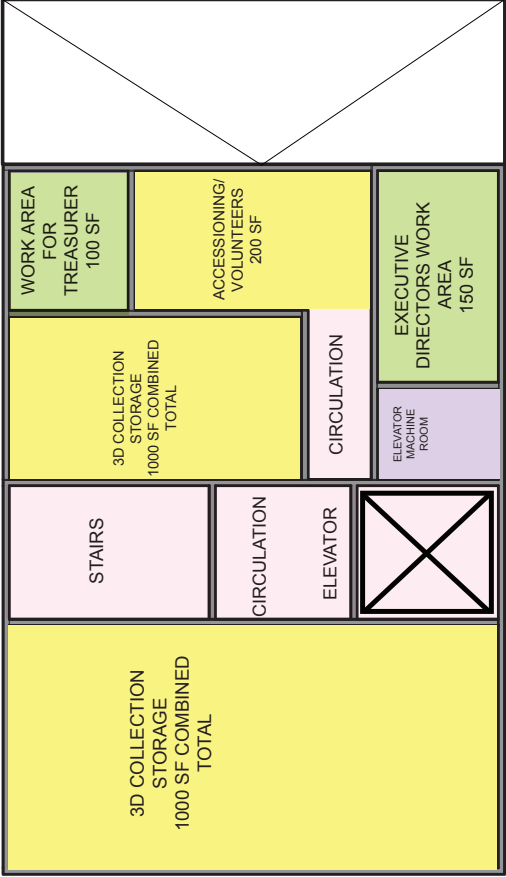 WORK AREA
FOR
TREASURER
100 SF
ACCESSIONING/
VOLUNTEERS
200 SF
EXECUTIVE
DIRECTORS WORK
AREA
150 SF
3D COLLECTION
STORAGE
1000 SF COMBINED
TOTAL
CIRCULATION
ELEVATOR
MACHINE
ROOM
STAIRS
CIRCULATION
ELEVATOR
3D COLLECTION
STORAGE
1000 SF COMBINED
TOTAL